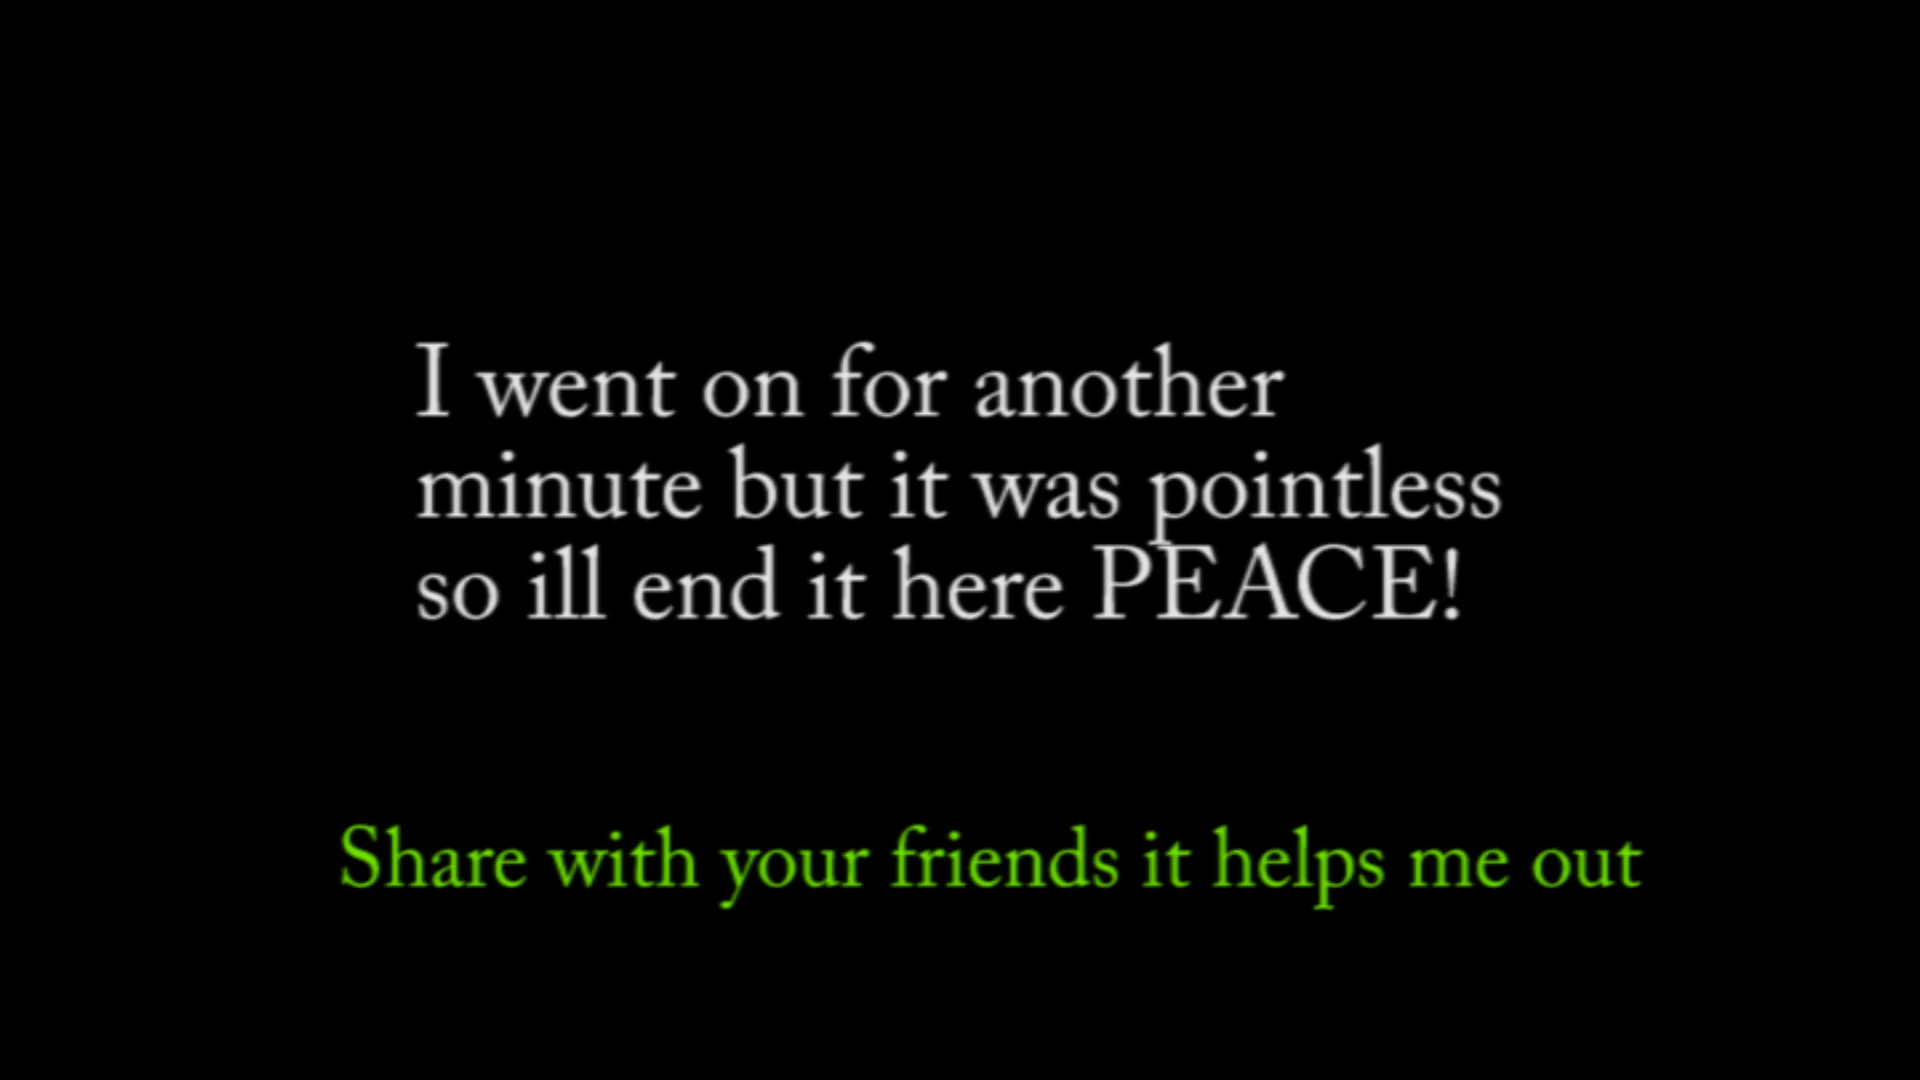 I went on for another
minute but it was pointless
so ill end it here PEACE!
Share with your friends it helps me out